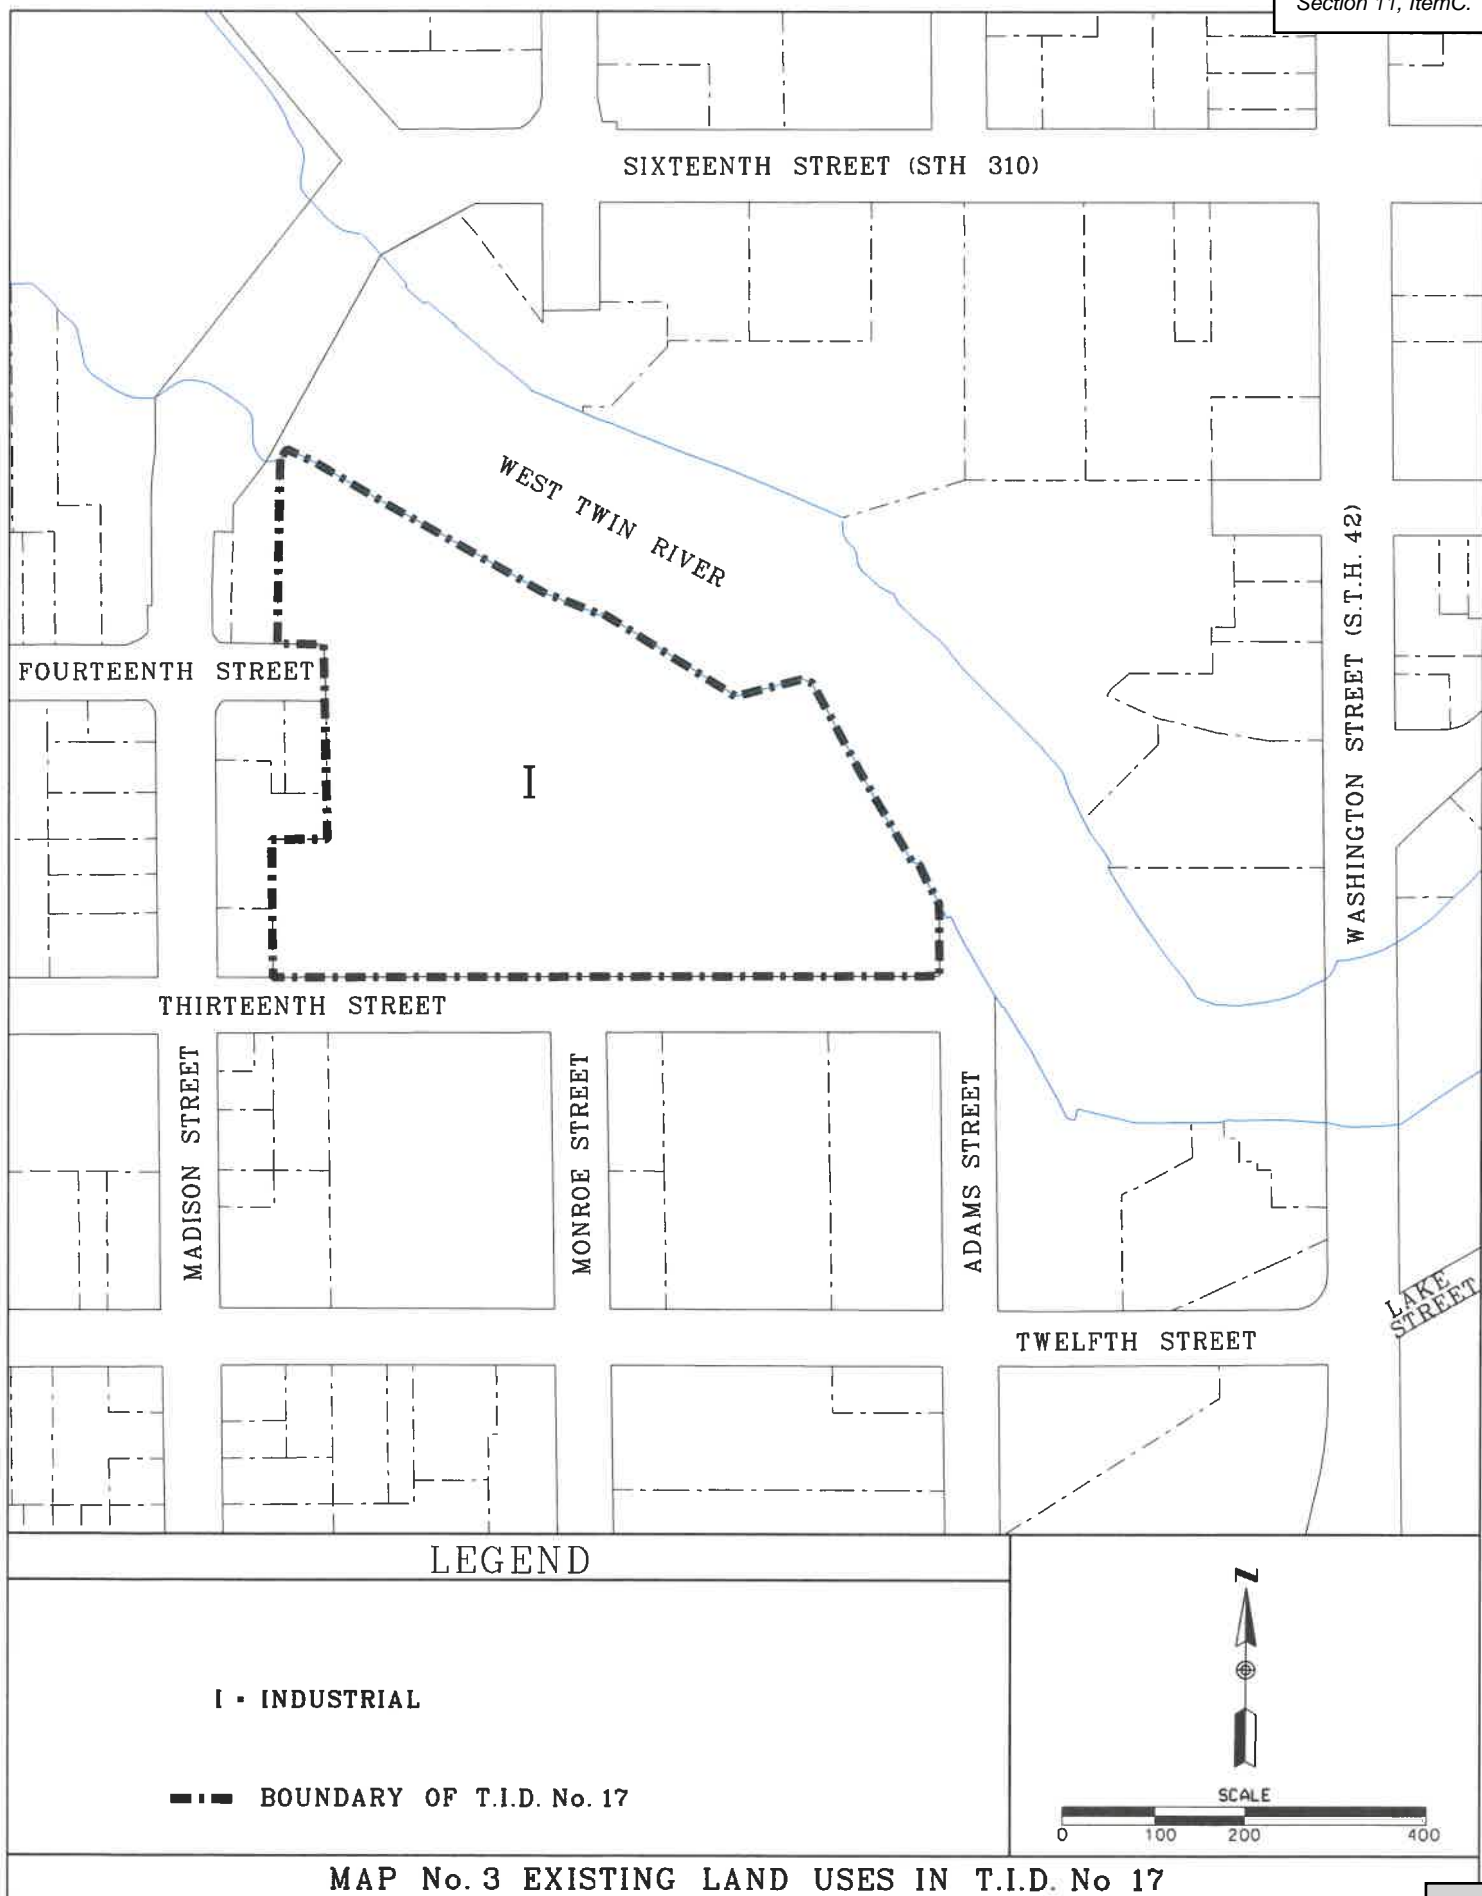 Section 11, ItemC.
SIXTEENTH STREET (STH 310)
WEST TWIN RIVER
WASHINGTON STREET (S.T.H. 42)
FOURTEENTH STREET
I
THIRTEENTH STREET
MADISON STREET
MONROE STREET
ADAMS STREET
LAKE
STREET
TWELFTH STREET
LEGEND
N
I - INDUSTRIAL
BOUNDARY OF T.I.D. No. 17
SCALE
0 100 200 400
MAP No. 3 EXISTING LAND USES IN T.I.D. No 17